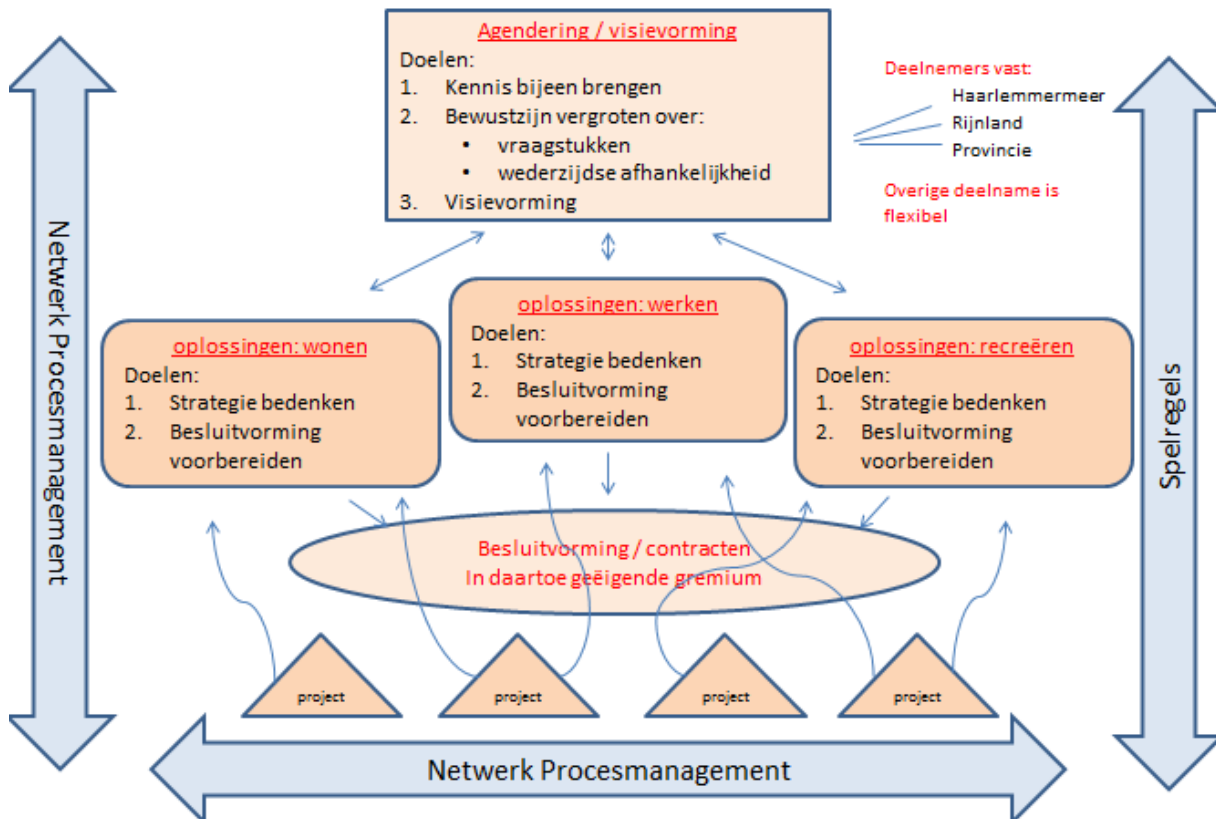 Agendering / visievorming
Doelen:
1. Kennis bijeen brengen
2. Bewustzijn vergroten over:
• vraagstukken
• wederzijdse afhankelijkheid
3. Visievorming
Deelnemers vast:
Haarlemmermeer
Rijnland
Provincie
Overige deelname is
flexibel
Netwerk Procesmanagement
Spelregels
oplossingen: wonen
Doelen:
1. Strategie bedenken
2. Besluitvorming
voorbereiden
oplossingen: werken
Doelen:
1. Strategie bedenken
2. Besluitvorming
voorbereiden
oplossingen: recreëren
Doelen:
1. Strategie bedenken
2. Besluitvorming
voorbereiden
Besluitvorming / contracten
In daartoe geëigende gremium
project
project
project
project
Netwerk Procesmanagement